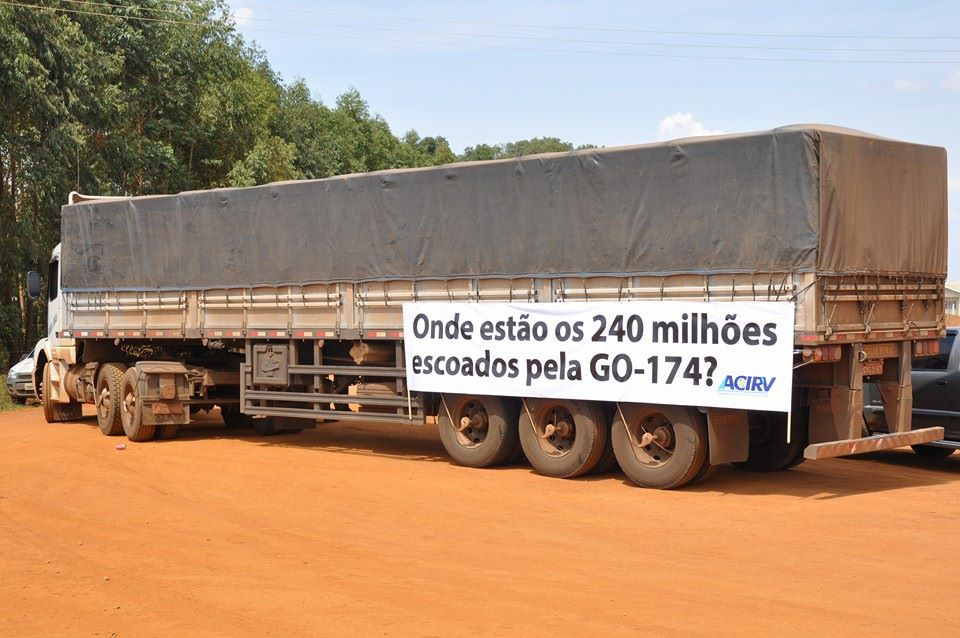 Onde estão os 240 milhões
escoados pela GO-174?
ACIRV